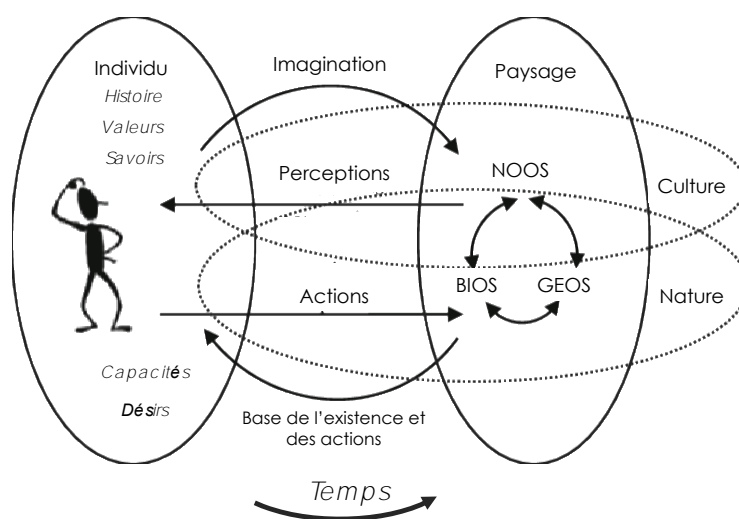 Individu
Histoire
Valeurs
Savoirs
Imagination
Paysage
Perceptions
NOOS
Culture
BIOS
GEOS
Nature
Actions
Capacités
Désirs
Base de l'existence et
des actions
Temps